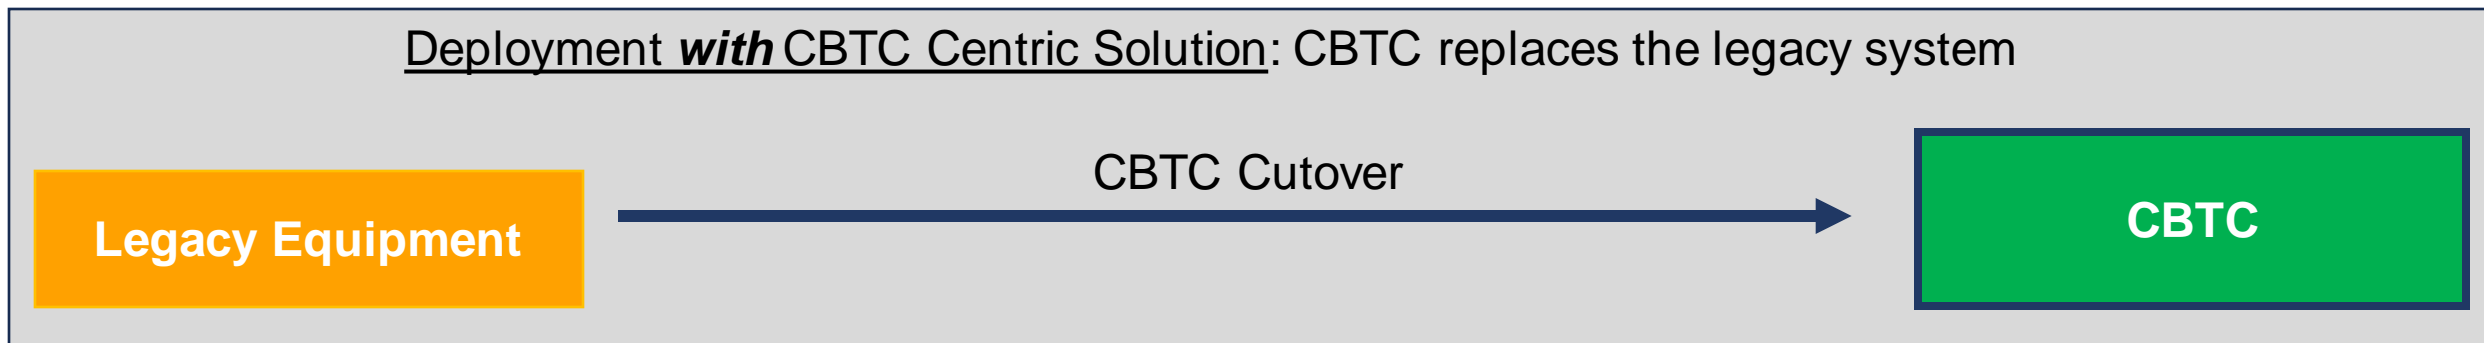 Deployment with CBTC Centric Solution: CBTC replaces the legacy system
CBTC Cutover
Legacy Equipment
CBTC